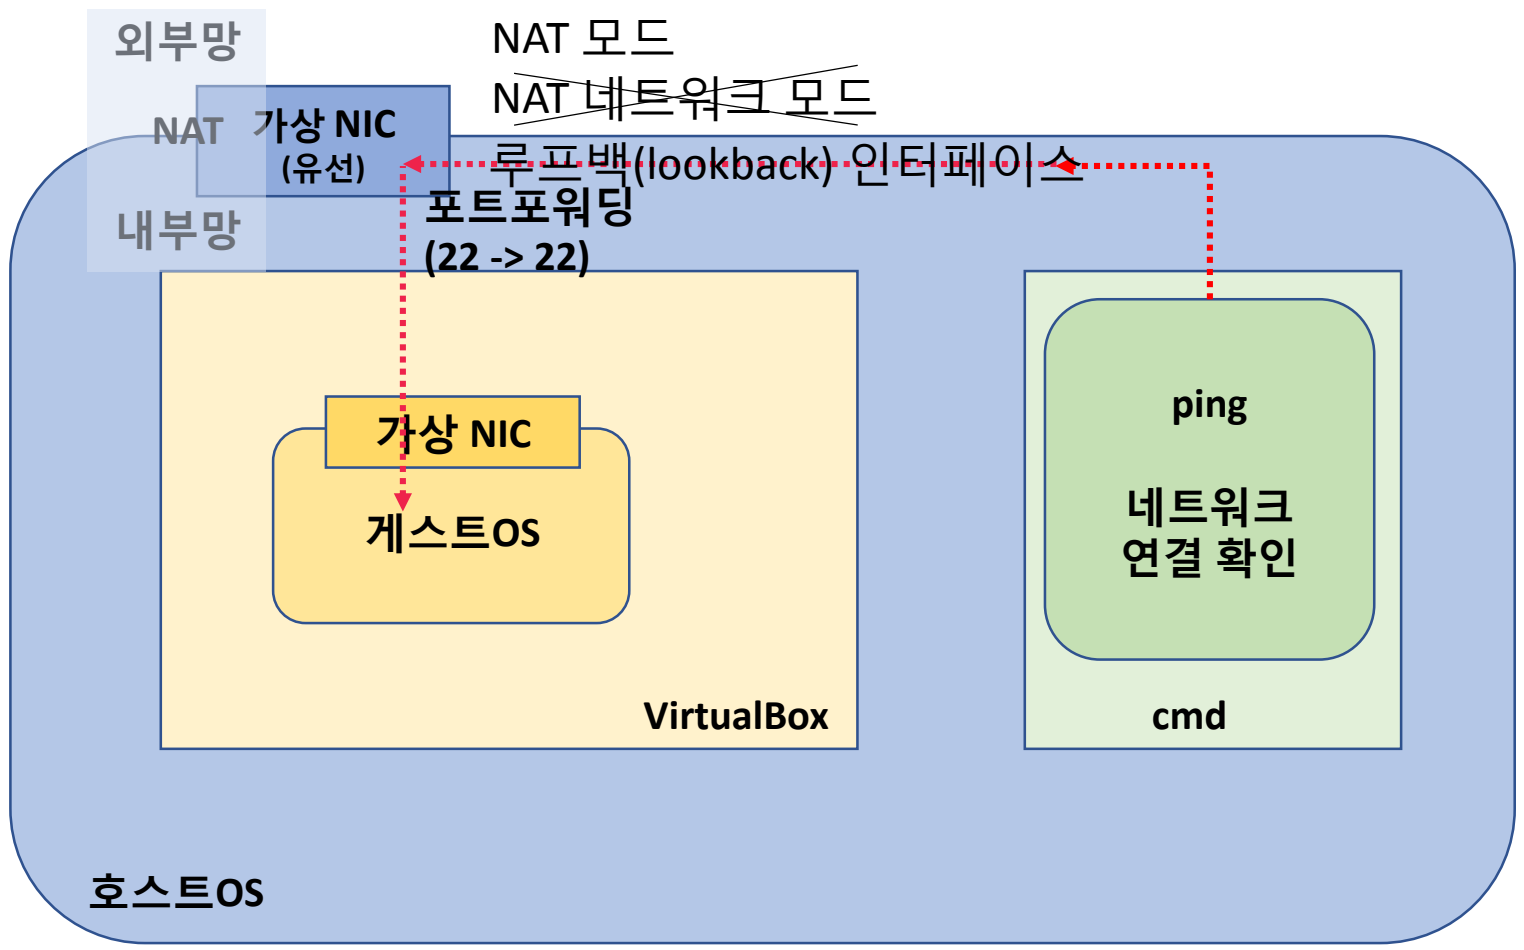 외부망
NAT
내부망
가상 NIC
(유선)
NAT 모드
NAT 네트워크 모드
루프백(lookback) 인터페이스
포트포워딩
(22 -> 22)
가상 NIC
게스트OS
VirtualBox
ping
네트워크
연결 확인
cmd
호스트OS